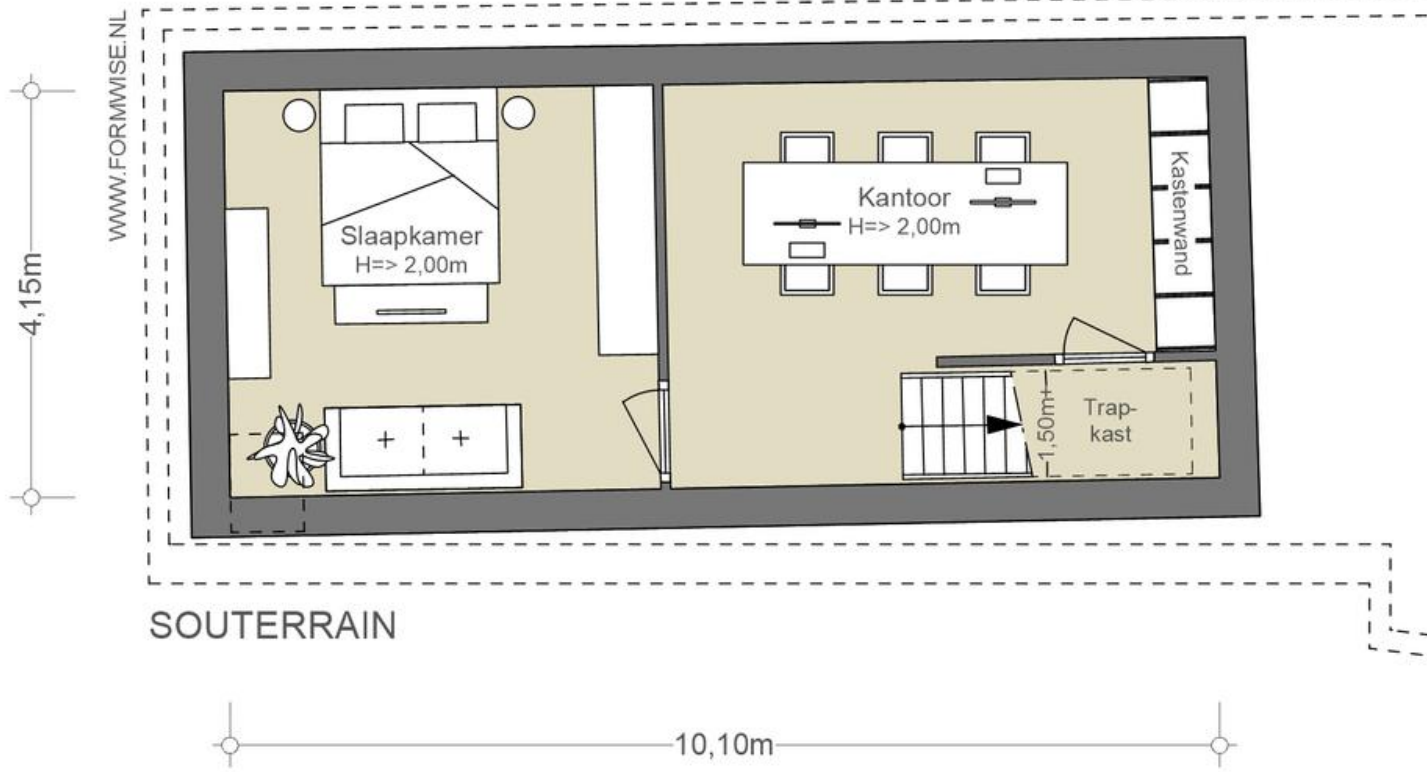 WWW.FORMWISE.NL
4,15m
Slaapkamer
H=> 2,00m
Kantoor
H=> 2,00m
Kastenwand
1,50m+
Trap-
kast
SOUTERRAIN
10,10m